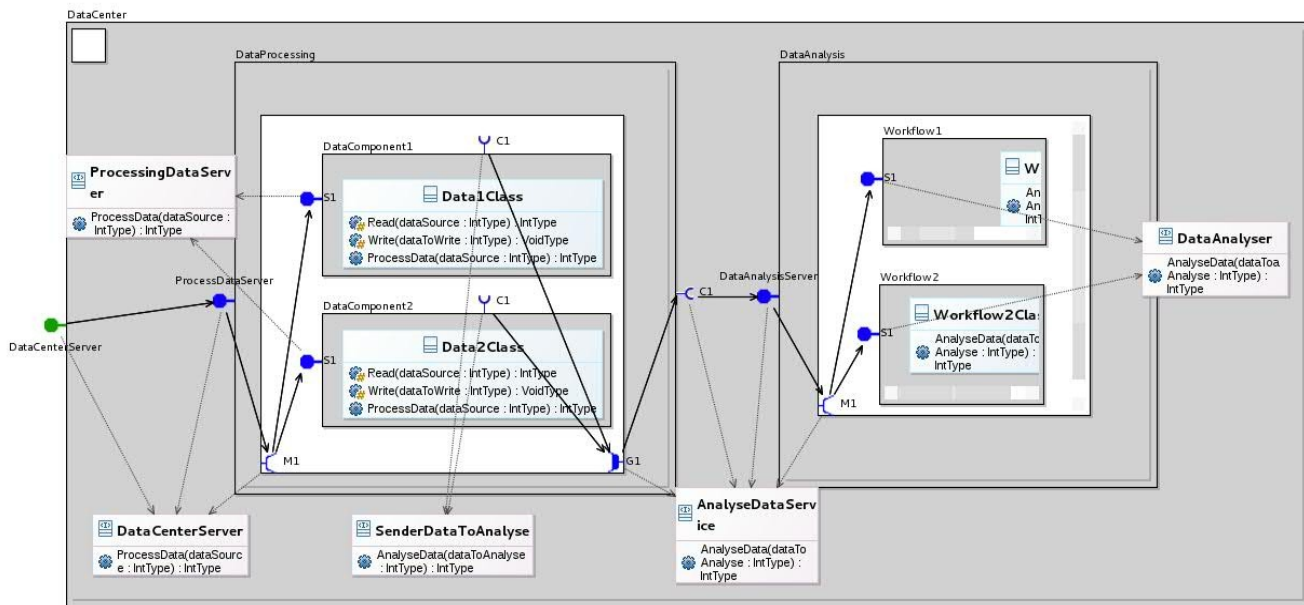 DataCenter
DataProcessing
DataAnalysis
C1
DataComponent1
ProcessingDataServ
er
ProcessData(dataSource :
IntType) : IntType
S1
Data1Class
Read(dataSource : IntType) : IntType
Write(dataToWrite : IntType) : VoidType
ProcessData(dataSource : IntType) : IntType
Workflow1
S1
W
An
An
IntT
DataAnalyser
AnalyseData(dataToa
Analyse : IntType) :
IntType
ProcessDataServer
DataCenterServer
DataComponent2
C1
S1
Data2Class
Read(dataSource : IntType) : IntType
Write(dataToWrite : IntType) : VoidType
ProcessData(dataSource : IntType) : IntType
C1
DataAnalysisServer
Workflow2
S1
Workflow2Cla
AnalyseData(dataTo
Analyse : IntType) :
IntType
M1
M1
G1
DataCenterServer
ProcessData(dataSourc
e : IntType) : IntType
SenderDataToAnalyse
AnalyseData(dataToAnalyse
: IntType) : IntType
AnalyseDataServ
ice
AnalyseData(dataTo
Analyse : IntType) :
IntType